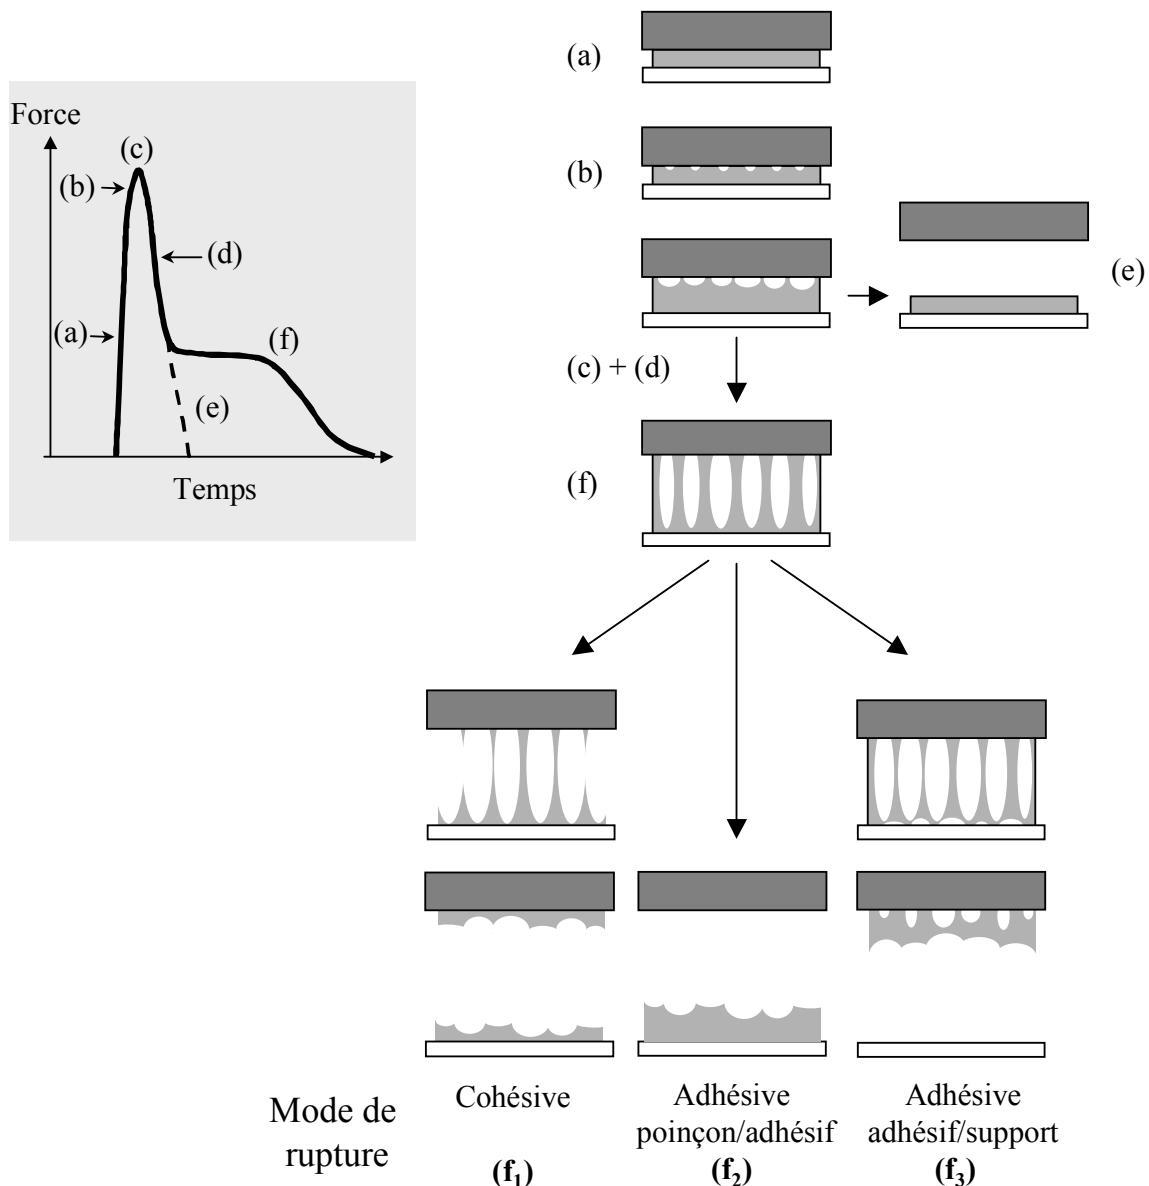 Force
(c)
(b)
(d)
(a)
(f)
(e)
Temps
(a)
(b)
(e)
(c) + (d)
(f)
Mode de
rupture
Cohésive
(f₁)
Adhésive
poinçon/adhésif
(f₂)
Adhésive
adhésif/support
(f₃)